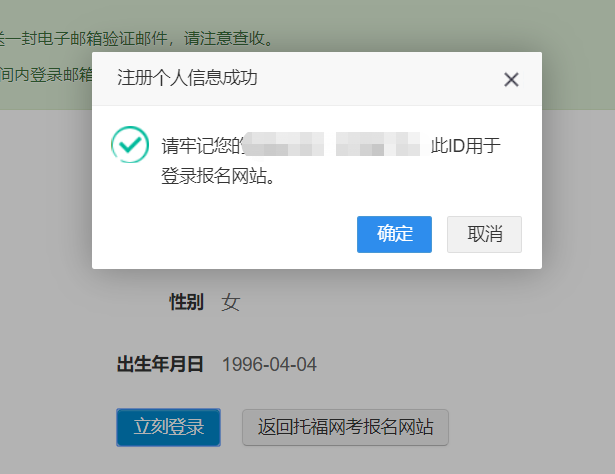 一封电子邮箱验证邮件，请注意查收。
间内登录邮箱
注册个人信息成功
请牢记您的 此ID用于
登录报名网站。
确定 取消
性别 女
出生年月日 1996-04-04
立刻登录 返回托福网考报名网站